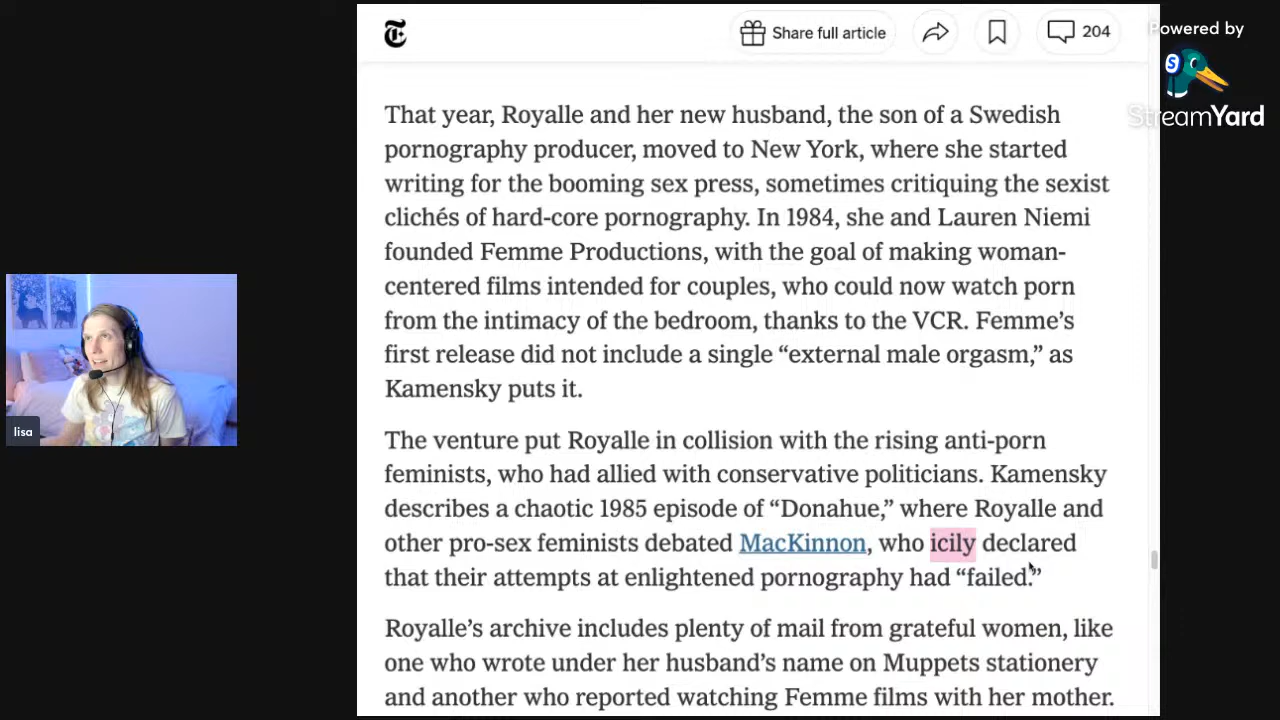 Share full article
204
Powered by
StreamYard
That year, Royalle and her new husband, the son of a Swedish
pornography producer, moved to New York, where she started
writing for the booming sex press, sometimes critiquing the sexist
clichés of hard-core pornography. In 1984, she and Lauren Niemi
founded Femme Productions, with the goal of making woman-
centered films intended for couples, who could now watch porn
from the intimacy of the bedroom, thanks to the VCR. Femme’s
first release did not include a single “external male orgasm,” as
Kamensky puts it.
The venture put Royalle in collision with the rising anti-porn
feminists, who had allied with conservative politicians. Kamensky
describes a chaotic 1985 episode of “Donahue,” where Royalle and
other pro-sex feminists debated MacKinnon, who icily declared
that their attempts at enlightened pornography had “failed.”
Royalle’s archive includes plenty of mail from grateful women, like
one who wrote under her husband’s name on Muppets stationery
and another who reported watching Femme films with her mother.
lisa